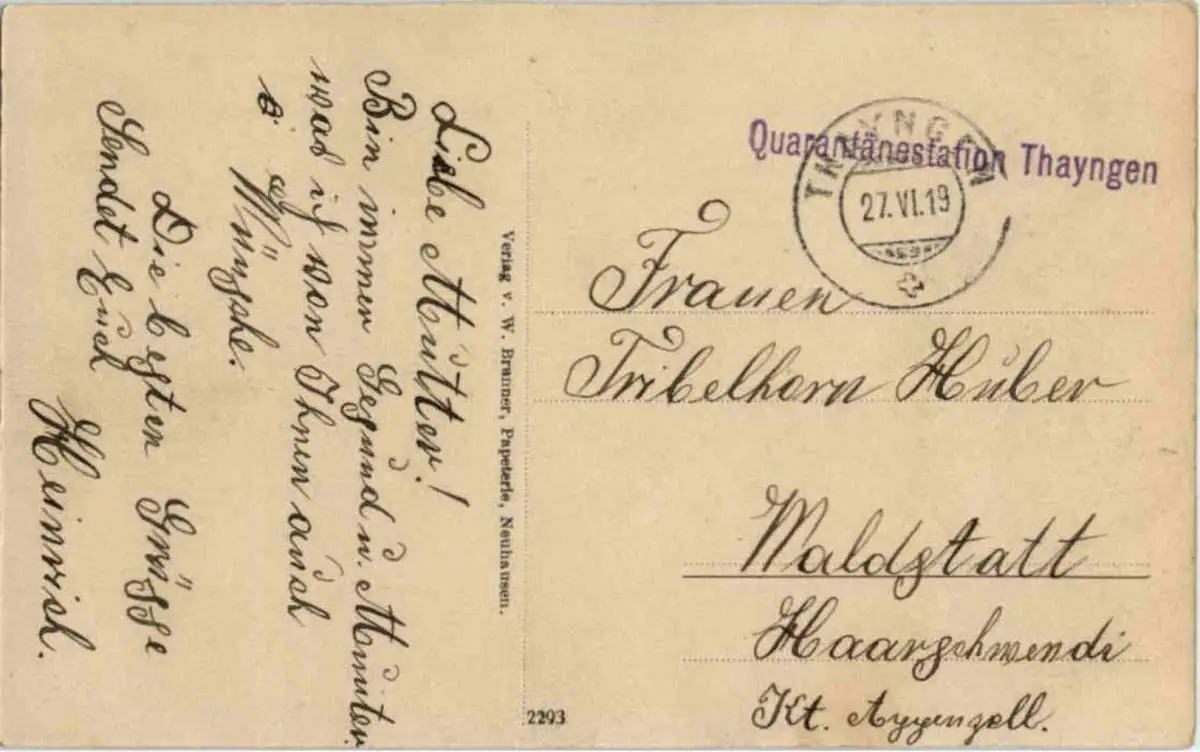 Liebe Mutter!
Bin immer Gesund u. Munter
was ich von Ihnen auch
Wünsche.
Die besten Grüsse
Sendet Euch
Heinrich.
Verlag v. W. Brunner, Papeterie, Neuhausen.
2293
Quarantänestation Thayngen
THAYNGEN
27.VI.19
Frauen
Tribelhorn Huber
Waldstatt
Haarschwendi
Kt. Appenzell.